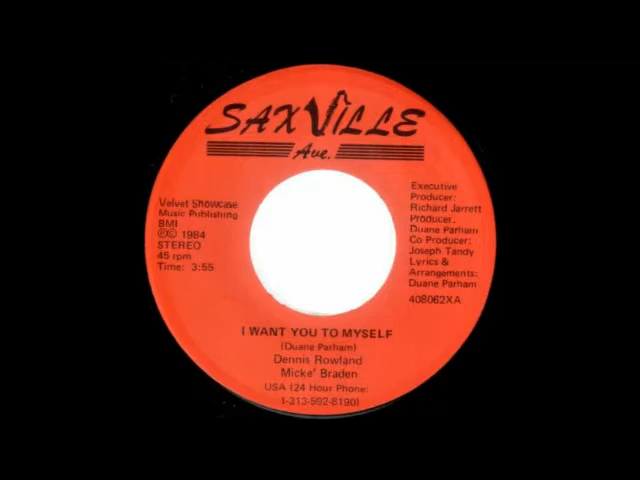 SAXVILLE
Ave.
Velvet Showcase
Music Publishing
BMI
Ⓟ© 1984
STEREO
45 rpm
Time: 3:55
Executive
Producer:
Richard Jarrett
Producer.
Duane Parham
Co Producer:
Joseph Tandy
Lyrics &
Arrangements:
Duane Parham
408062XA
I WANT YOU TO MYSELF
(Duane Parham)
Dennis Rowland
Micke' Braden
USA (24 Hour Phone:
1-313-592-8190)